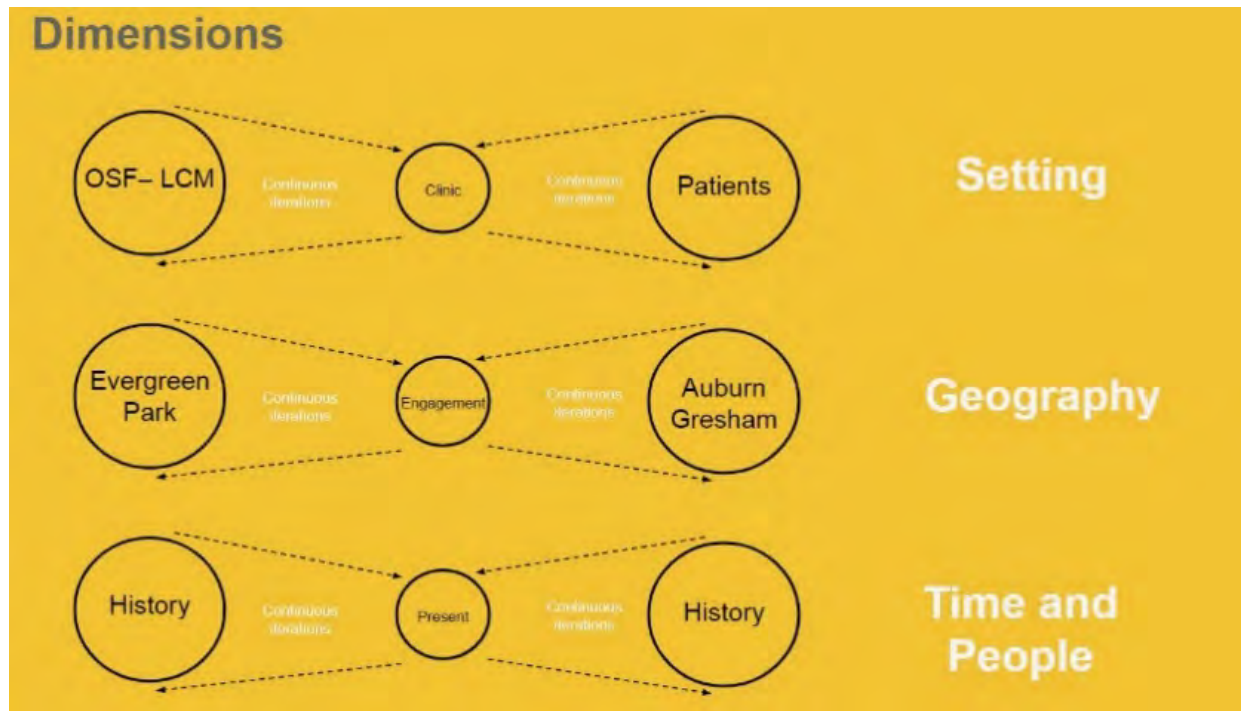 Dimensions
OSF– LCM
Continuous
iterations
Clinic
Continuous
iterations
Patients
Setting
Evergreen
Park
Continuous
iterations
Engagement
Continuous
iterations
Auburn
Gresham
Geography
History
Continuous
iterations
Present
Continuous
iterations
History
Time and
People